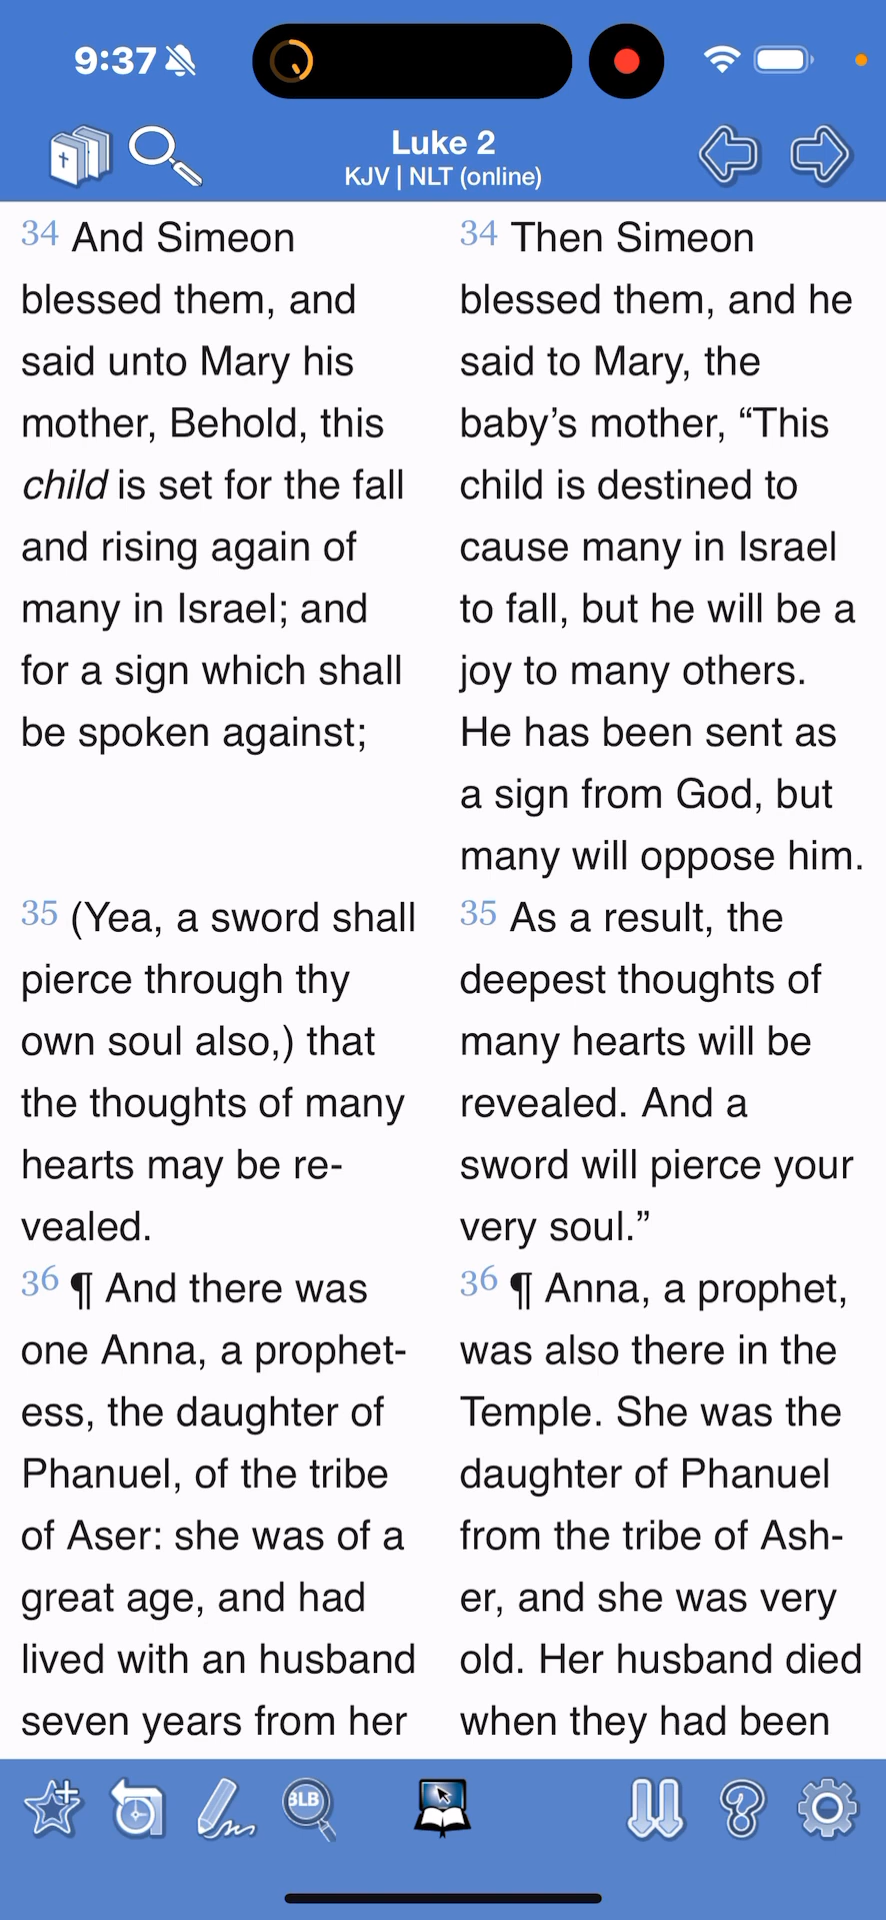 9:37
Luke 2
KJV | NLT (online)
34 And Simeon
blessed them, and
said unto Mary his
mother, Behold, this
child is set for the fall
and rising again of
many in Israel; and
for a sign which shall
be spoken against;
35 (Yea, a sword shall
pierce through thy
own soul also,) that
the thoughts of many
hearts may be re-
vealed.
36 ¶ And there was
one Anna, a prophet-
ess, the daughter of
Phanuel, of the tribe
of Aser: she was of a
great age, and had
lived with an husband
seven years from her
34 Then Simeon
blessed them, and he
said to Mary, the
baby’s mother, “This
child is destined to
cause many in Israel
to fall, but he will be a
joy to many others.
He has been sent as
a sign from God, but
many will oppose him.
35 As a result, the
deepest thoughts of
many hearts will be
revealed. And a
sword will pierce your
very soul.”
36 ¶ Anna, a prophet,
was also there in the
Temple. She was the
daughter of Phanuel
from the tribe of Ash-
er, and she was very
old. Her husband died
when they had been
BLB